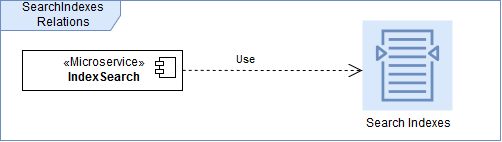 SearchIndexes
Relations
«Microservice»
IndexSearch
Use
Search Indexes